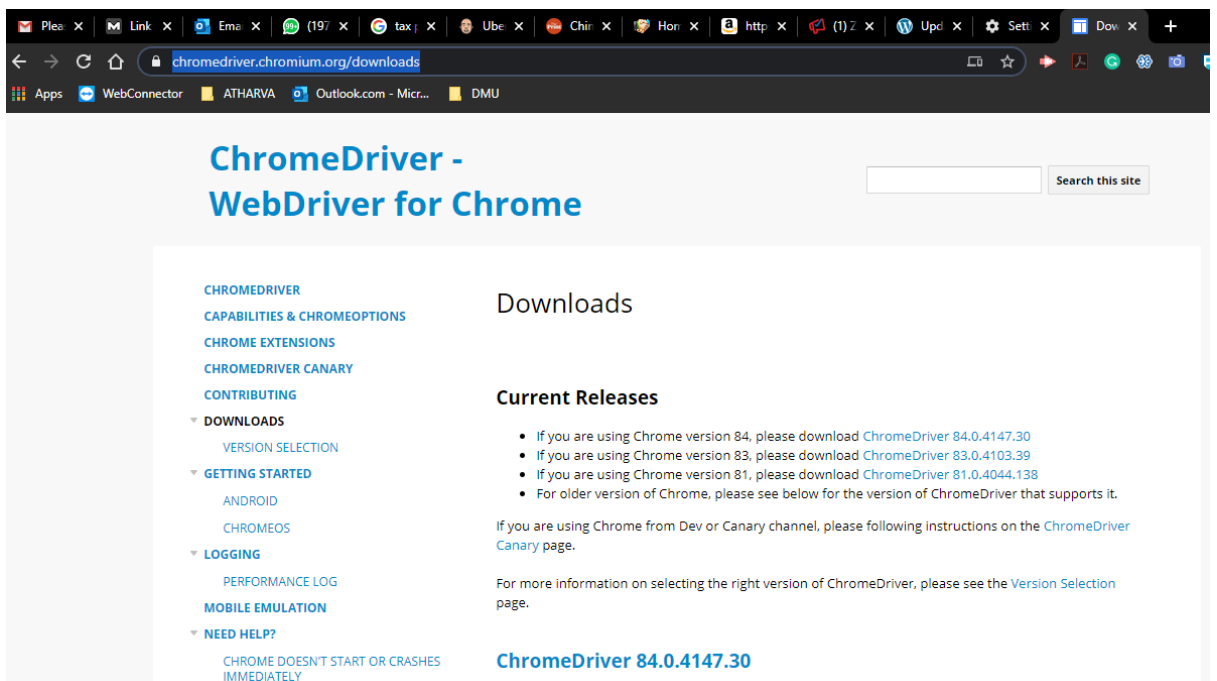 Plea
Link
Ema
(197
tax
Ube
Chin
Hon
http
(1) Z
Upd
Sett
Dow
chromedriver.chromium.org/downloads
Apps WebConnector ATHARVA Outlook.com - Micr... DMU
ChromeDriver -
WebDriver for Chrome
Search this site
CHROMEDRIVER
CAPABILITIES & CHROMEOPTIONS
CHROME EXTENSIONS
CHROMEDRIVER CANARY
CONTRIBUTING
DOWNLOADS
VERSION SELECTION
GETTING STARTED
ANDROID
CHROMEOS
LOGGING
PERFORMANCE LOG
MOBILE EMULATION
NEED HELP?
CHROME DOESN'T START OR CRASHES
IMMEDIATELY
Downloads
Current Releases
If you are using Chrome version 84, please download ChromeDriver 84.0.4147.30
If you are using Chrome version 83, please download ChromeDriver 83.0.4103.39
If you are using Chrome version 81, please download ChromeDriver 81.0.4044.138
For older version of Chrome, please see below for the version of ChromeDriver that supports it.
If you are using Chrome from Dev or Canary channel, please following instructions on the ChromeDriver
Canary page.
For more information on selecting the right version of ChromeDriver, please see the Version Selection
page.
ChromeDriver 84.0.4147.30